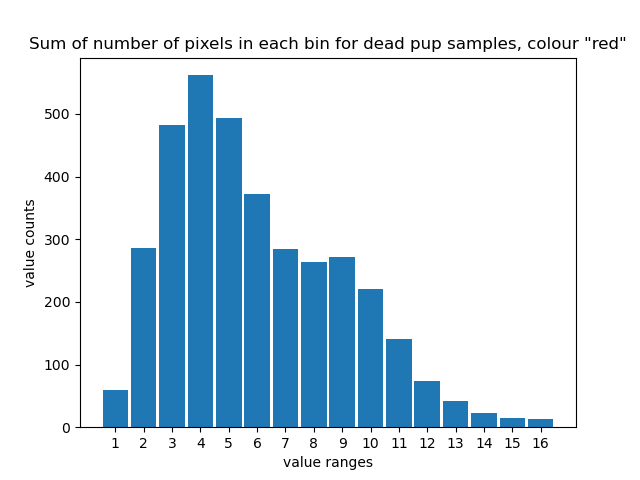 Sum of number of pixels in each bin for dead pup samples, colour "red"
500
400
300
200
100
0
value counts
1 2 3 4 5 6 7 8 9 10 11 12 13 14 15 16
value ranges